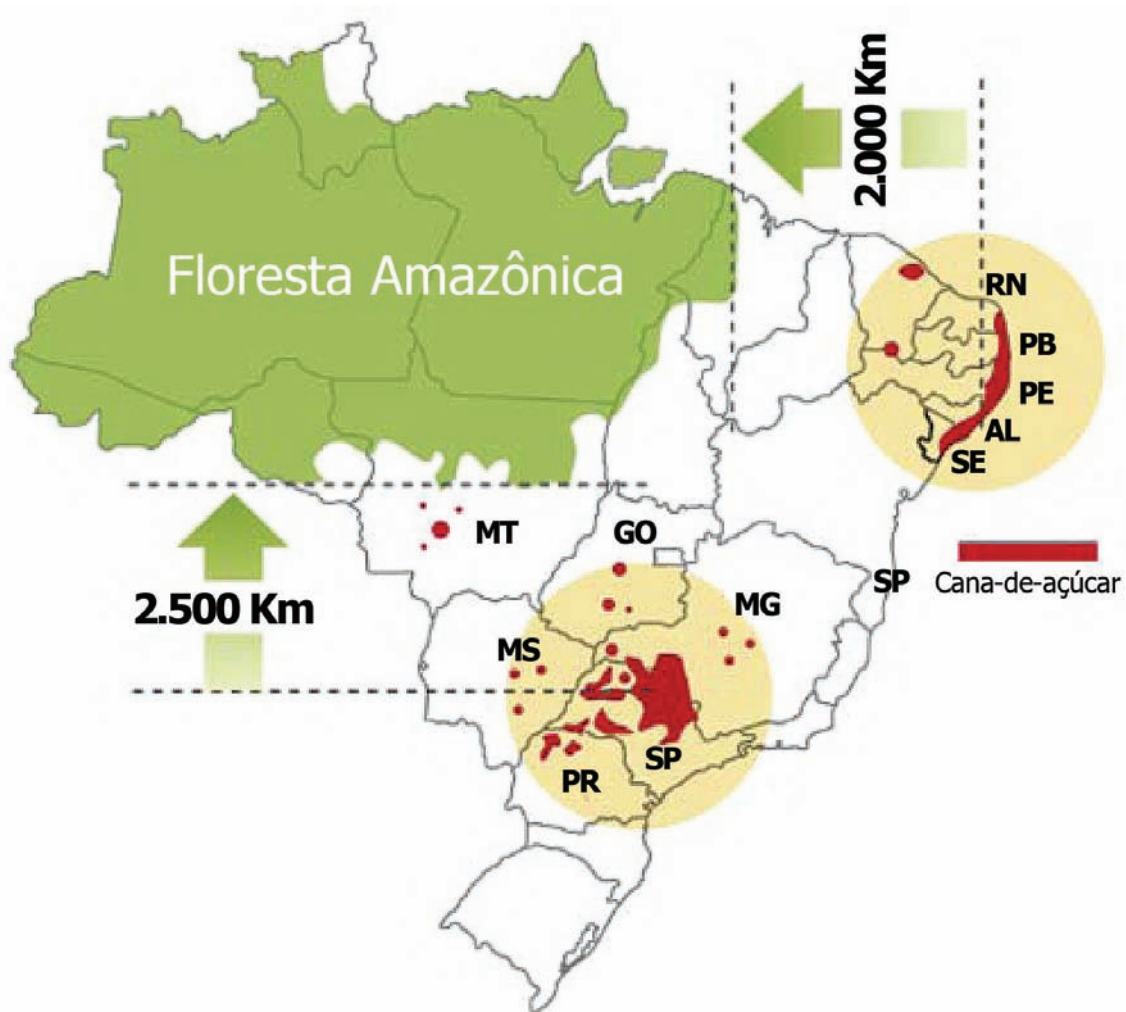 2.000 Km
Floresta Amazônica
RN
PB
PE
AL
SE
MT
GO
SP
Cana-de-açúcar
2.500 Km
MG
MS
SP
PR